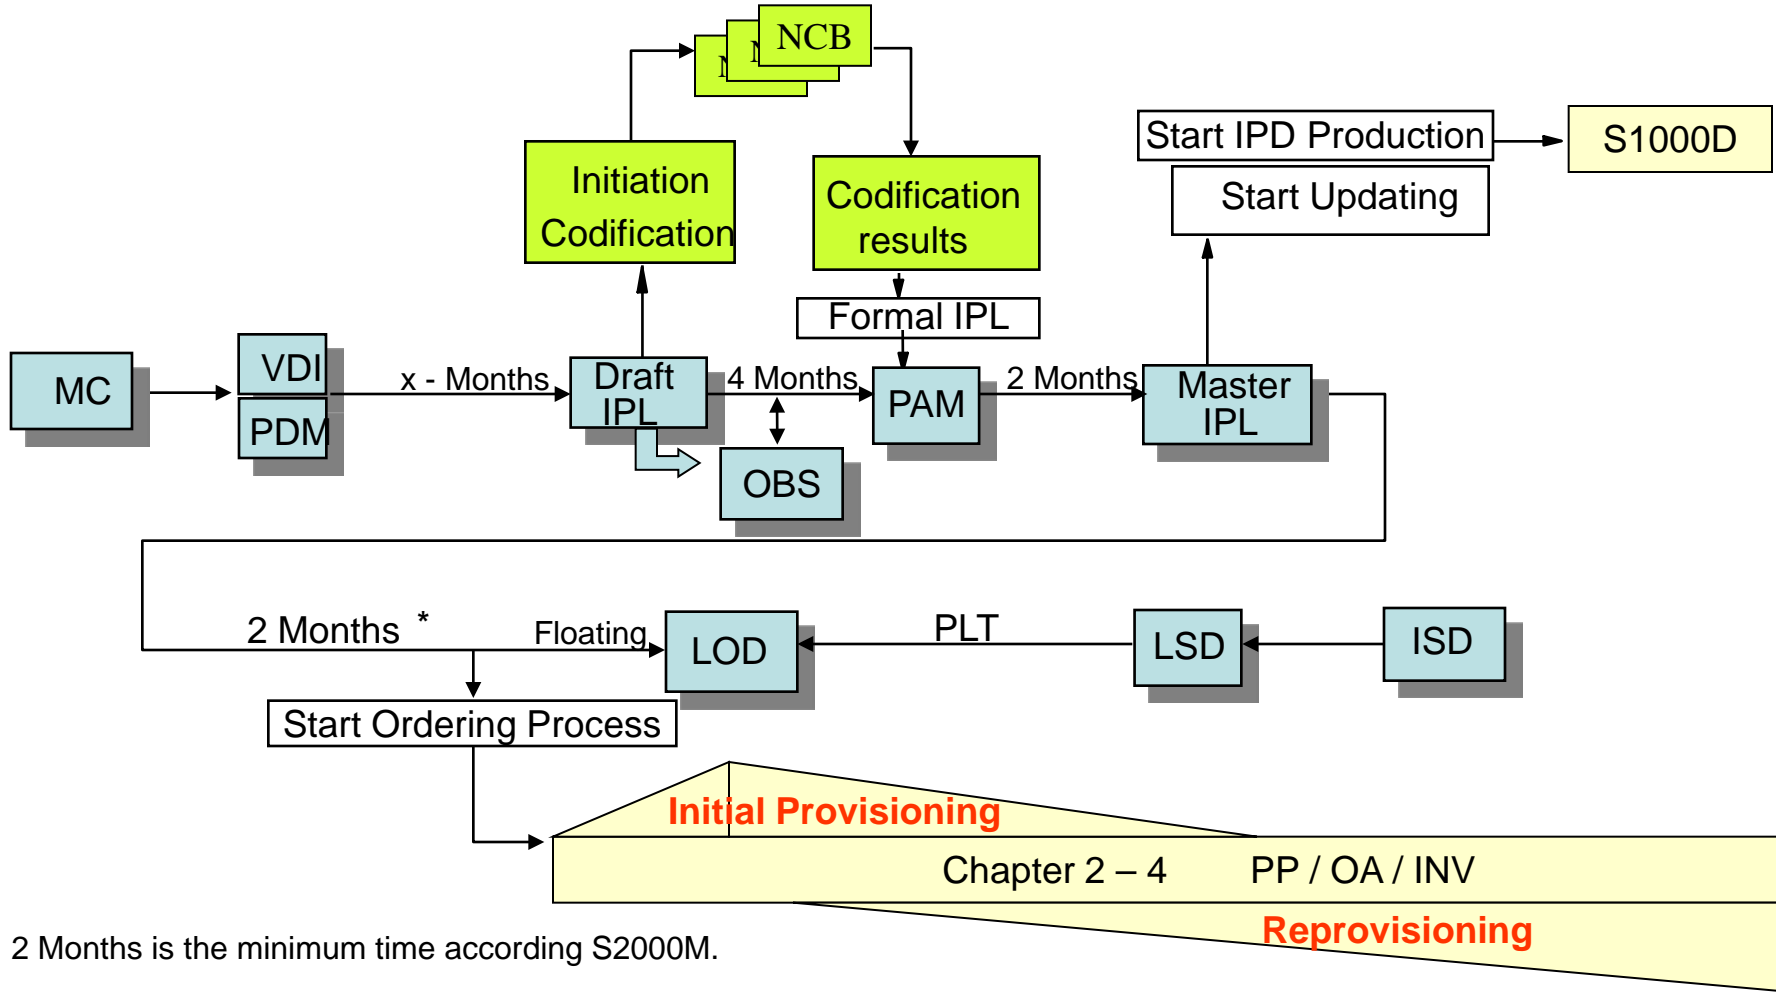 NCB
N
N
Start IPD Production
S1000D
Initiation
Codification
Codification
results
Start Updating
Formal IPL
MC
VDI
PDM
x - Months
Draft
IPL
4 Months
PAM
2 Months
Master
IPL
OBS
2 Months *
Floating
LOD
PLT
LSD
ISD
Start Ordering Process
Initial Provisioning
Chapter 2 – 4 PP / OA / INV
Reprovisioning
2 Months is the minimum time according S2000M.